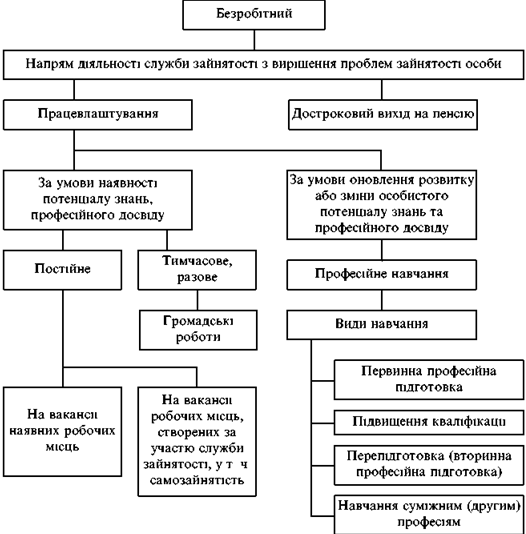 Безробітний
Напрям діяльності служби зайнятості з вирішення проблем зайнятості особи
Працевлаштування
Достроковий вихід на пенсію
За умови наявності
потенціалу знань,
професійного досвіду
За умови оновлення розвитку
або зміни особистого
потенціалу знань та
професійного досвіду
Постійне
Тимчасове,
разове
Професійне навчання
Громадські
роботи
Види навчання
На вакансії
наявних робочих
місць
На вакансії
робочих місць,
створених за
участю служби
зайнятості, у т ч
самозайнятість
Первинна професійна
підготовка
Підвищення кваліфікації
Перепідготовка (вторинна
професійна підготовка)
Навчання суміжним (другим)
професіям